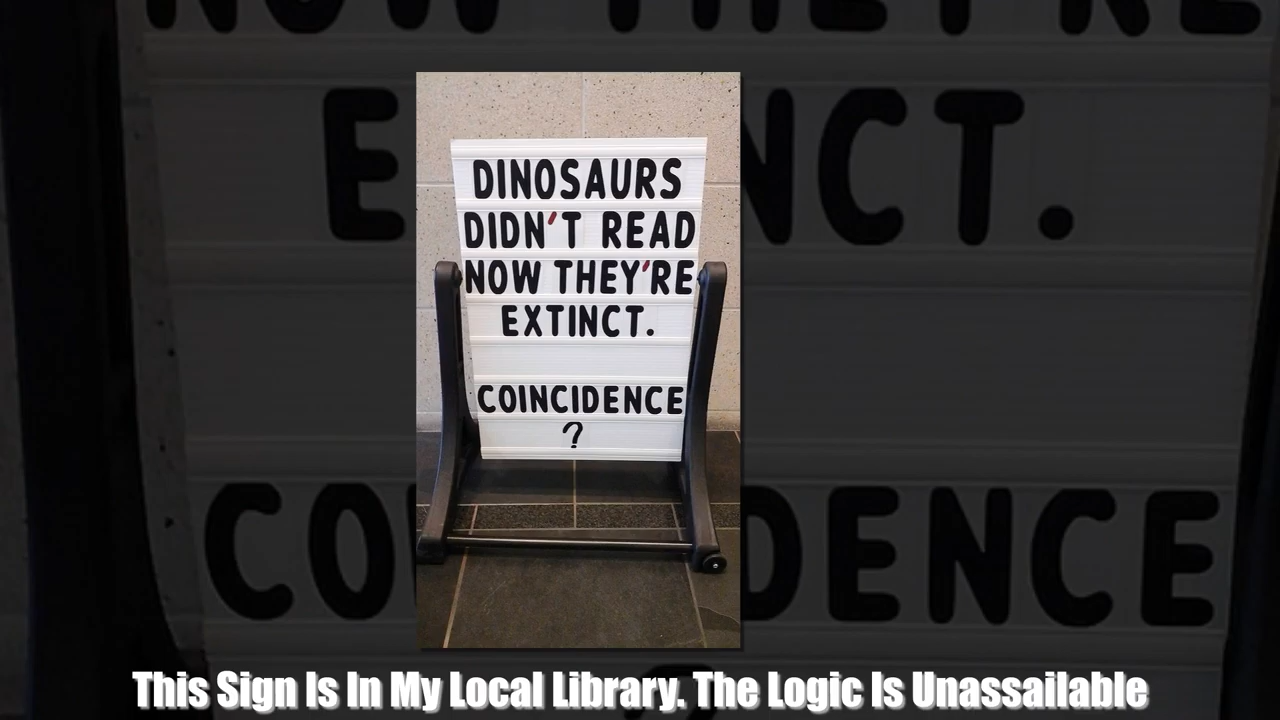 DINOSAURS
DIDN'T READ
NOW THEY'RE
EXTINCT.
COINCIDENCE
?
This Sign Is In My Local Library. The Logic Is Unassailable